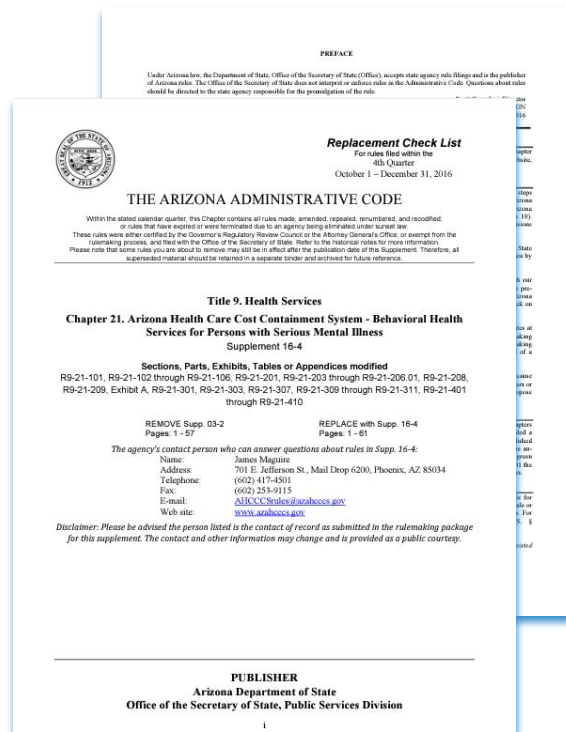 PREFACE
Under Arizona law, the Department of State, Office of the Secretary of State (Office), accepts state agency rule filings and is the publisher
of Arizona rules. The Office of the Secretary of State does not interpret or enforce rules in the Administrative Code. Questions about rules
should be directed to the state agency responsible for the promulgation of the rule.
Replacement Check List
For rules filed within the
4th Quarter
October 1 – December 31, 2016
THE ARIZONA ADMINISTRATIVE CODE
Within the stated calendar quarter, this Chapter contains all rules made, amended, repealed, renumbered, and recodified;
or rules that have expired or were terminated due to an agency being eliminated under sunset law.
These rules were either certified by the Governor's Regulatory Review Council or the Attorney General's Office, or exempt from the
rulemaking process, and filed with the Office of the Secretary of State. Refer to the historical notes for more information.
Please note that some rules you are about to remove may still be in effect after the publication date of this Supplement. Therefore, all
superseded material should be retained in a separate binder and archived for future reference.
Title 9. Health Services
Chapter 21. Arizona Health Care Cost Containment System - Behavioral Health
Services for Persons with Serious Mental Illness
Supplement 16-4
Sections, Parts, Exhibits, Tables or Appendices modified
R9-21-101, R9-21-102 through R9-21-106, R9-21-201, R9-21-203 through R9-21-206.01, R9-21-208,
R9-21-209, Exhibit A, R9-21-301, R9-21-303, R9-21-307, R9-21-309 through R9-21-311, R9-21-401
through R9-21-410
REMOVE Supp. 03-2 REPLACE with Supp. 16-4
Pages: 1 - 57 Pages: 1 - 61
The agency's contact person who can answer questions about rules in Supp. 16-4:
Name: James Maguire
Address: 701 E. Jefferson St., Mail Drop 6200, Phoenix, AZ 85034
Telephone: (602) 417-4501
Fax: (602) 253-9115
E-mail: AHCCCSrules@azahcccs.gov
Web site: www.azahcccs.gov
Disclaimer: Please be advised the person listed is the contact of record as submitted in the rulemaking package
for this supplement. The contact and other information may change and is provided as a public courtesy.
PUBLISHER
Arizona Department of State
Office of the Secretary of State, Public Services Division
i